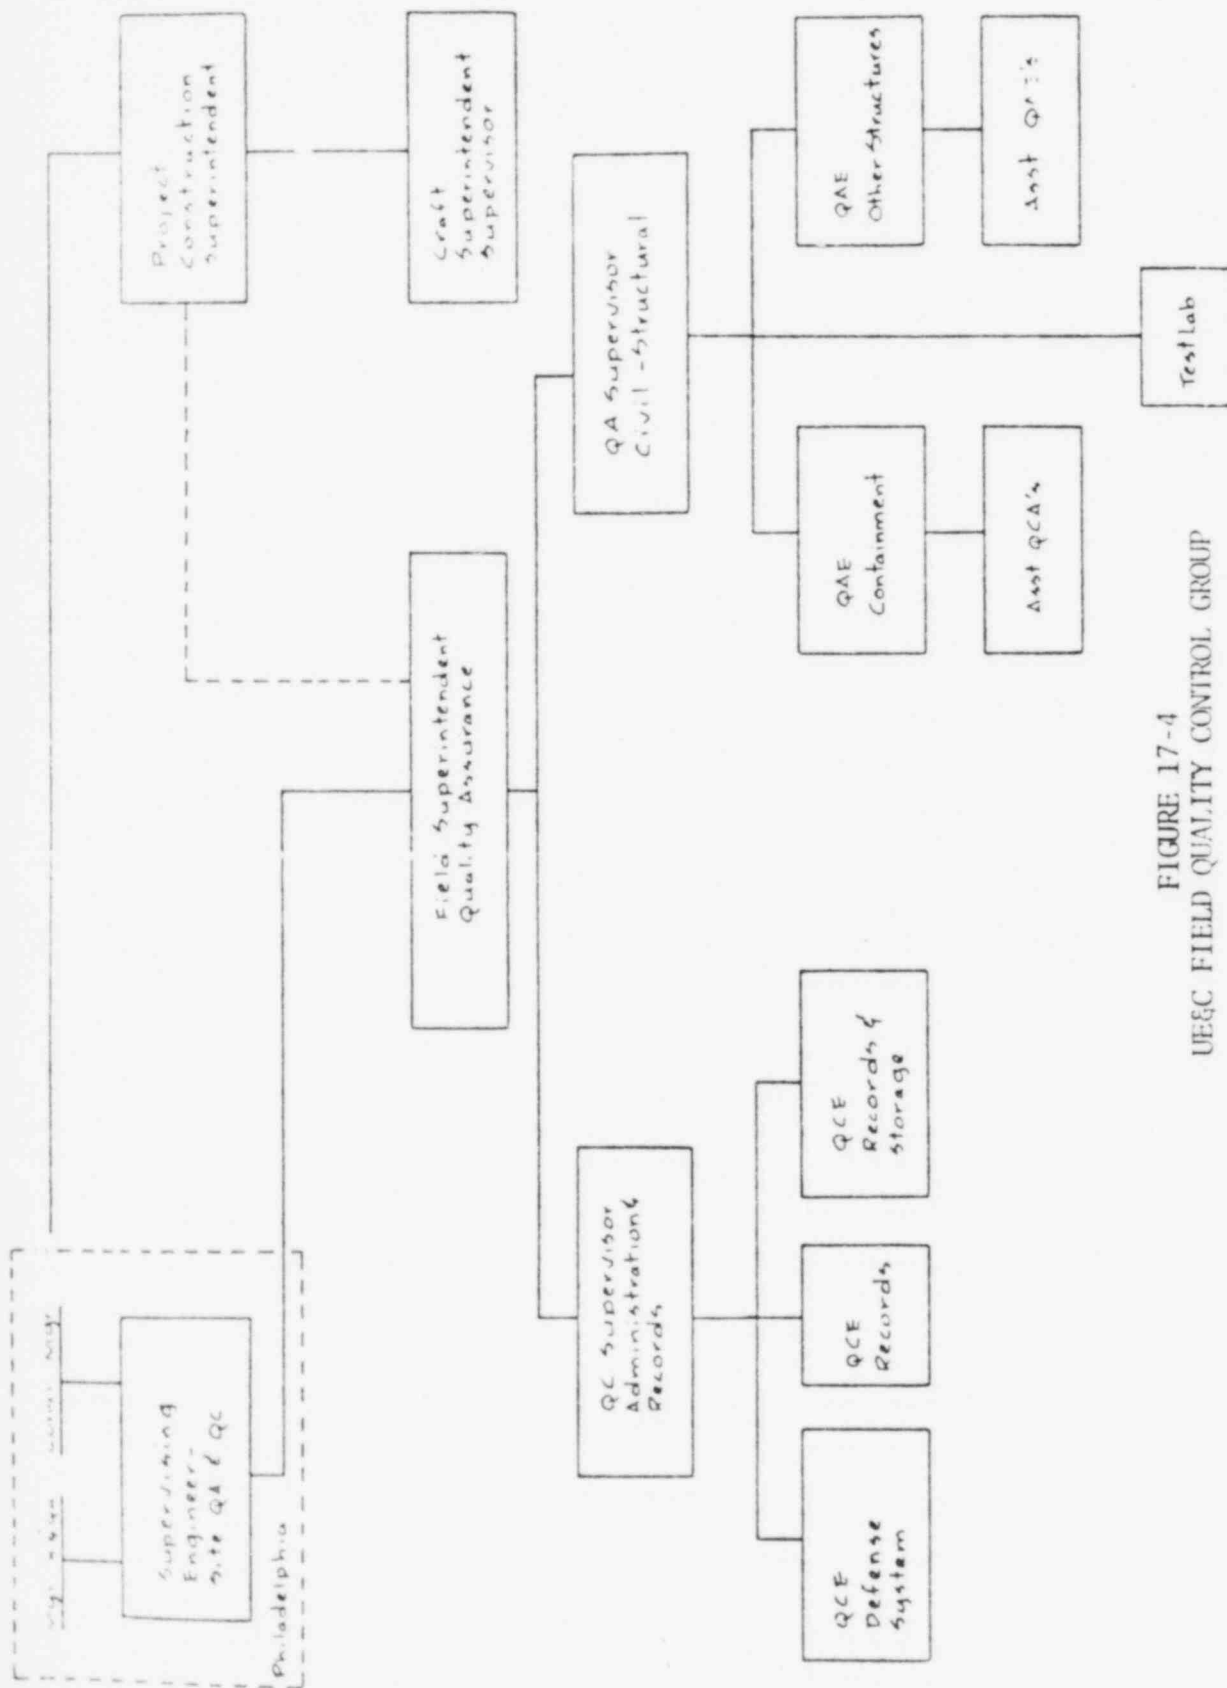 Supervising
Engineer-
Site QA & QC
Philadelphia
Project
Construction
Superintendent
Craft
Superintendent
Supervisor
Field Superintendent
Quality Assurance
QC Supervisor
Administration &
Records
QA Supervisor
Civil-Structural
QCE
Defense
System
QCE
Records
QCE
Records &
Storage
QAE
Containment
Asst QCA's
QAE
Other Structures
Asst
Test Lab
FIGURE 17-4
UE&C FIELD QUALITY CONTROL GROUP